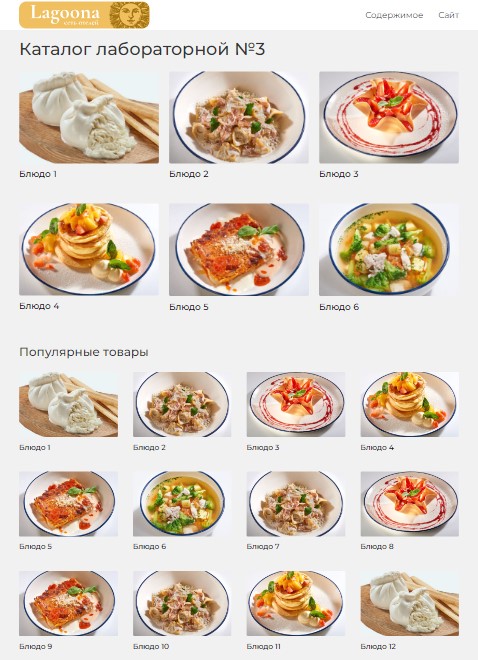 Lagoona
сеть отелей
Содержимое Сайт
Каталог лабораторной №3
Блюдо 1 Блюдо 2 Блюдо 3
Блюдо 4 Блюдо 5 Блюдо 6
Популярные товары
Блюдо 1 Блюдо 2 Блюдо 3 Блюдо 4
Блюдо 5 Блюдо 6 Блюдо 7 Блюдо 8
Блюдо 9 Блюдо 10 Блюдо 11 Блюдо 12